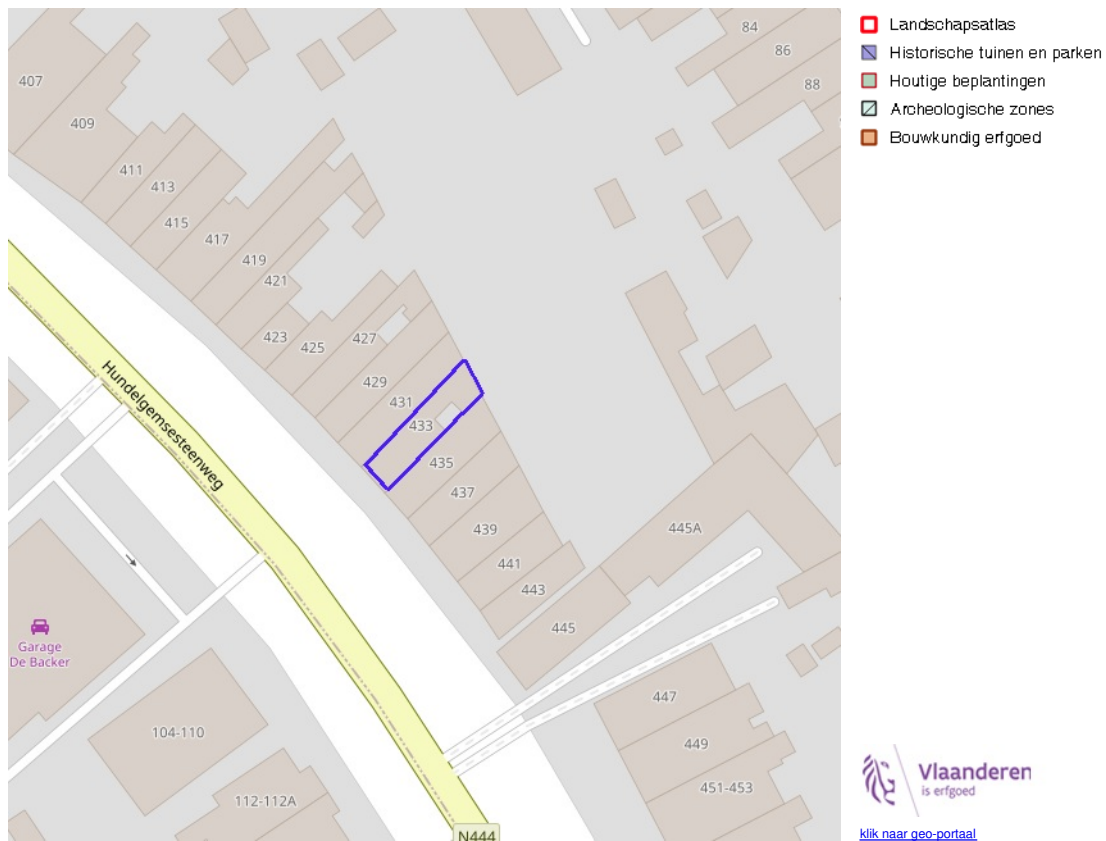 84
86
88
407
409
411
413
415
417
419
421
423
425
427
429
431
433
435
437
439
441
443
445
445A
447
449
451-453
Hundelgemsesteenweg
Garage
De Backer
104-110
112-112A
N444
Landschapsatlas
Historische tuinen en parken
Houtige beplantingen
Archeologische zones
Bouwkundig erfgoed
Vlaanderen
is erfgoed
klik naar geo-portaal